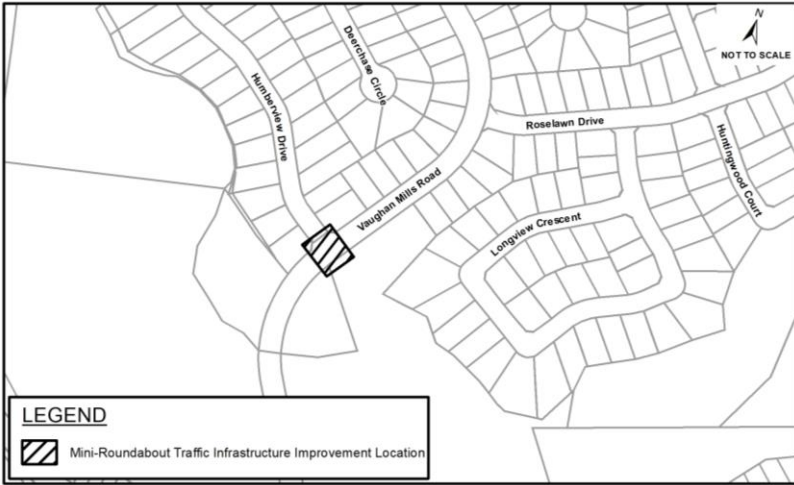 N
NOT TO SCALE
Deerchase Circle
Humberview Drive
Roselawn Drive
Huntingwood Court
Vaughan Mills Road
Longview Crescent
LEGEND
Mini-Roundabout Traffic Infrastructure Improvement Location